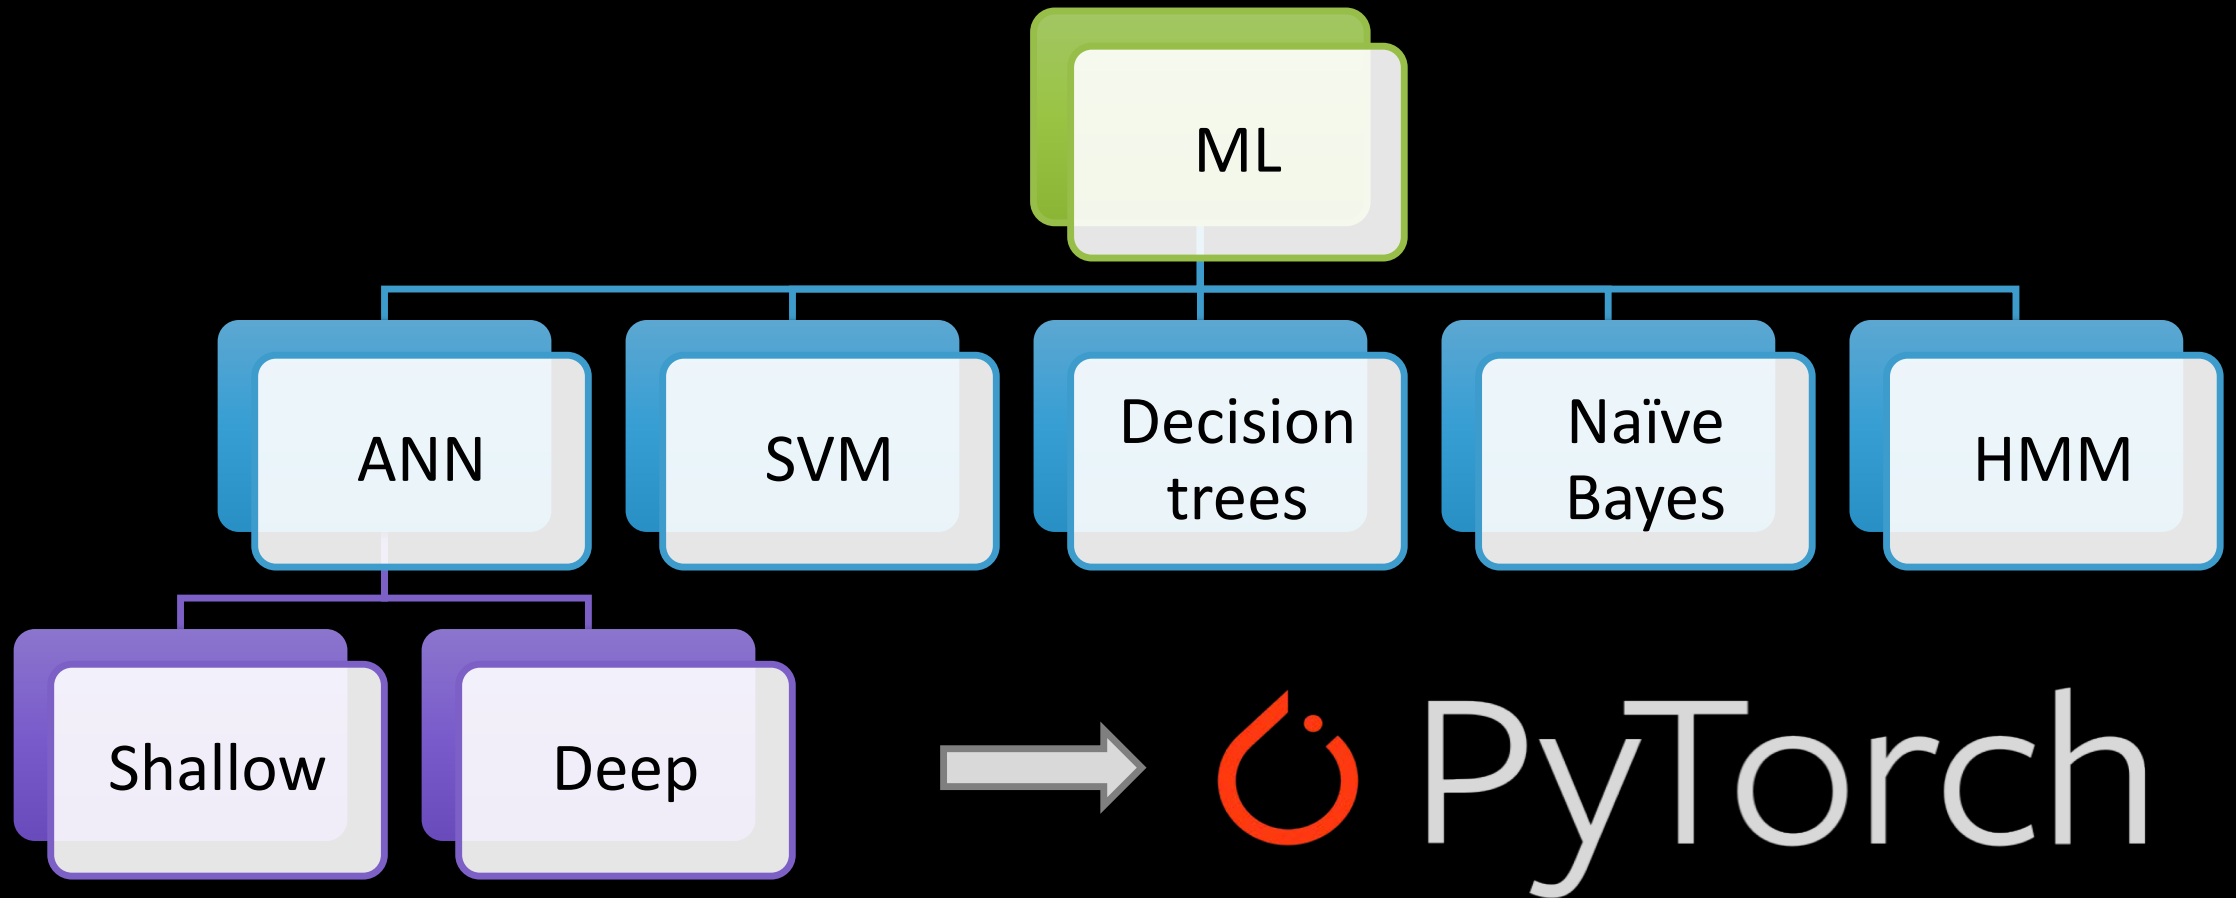 ML
ANN
SVM
Decision
trees
Naïve
Bayes
HMM
Shallow
Deep
PyTorch